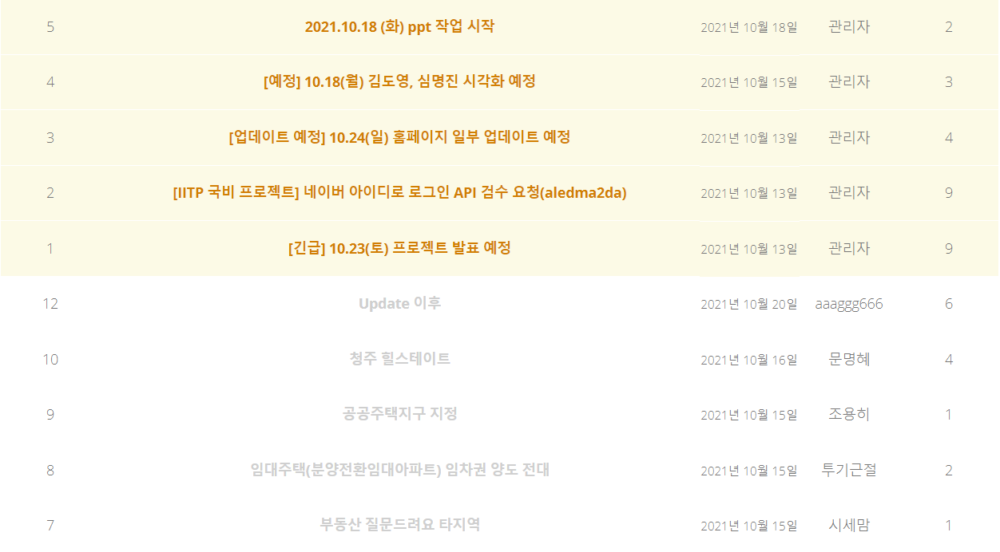 5 2021.10.18 (화) ppt 작업 시작 2021년 10월 18일 관리자 2
4 [예정] 10.18(월) 김도영, 심명진 시각화 예정 2021년 10월 15일 관리자 3
3 [업데이트 예정] 10.24(일) 홈페이지 일부 업데이트 예정 2021년 10월 13일 관리자 4
2 [IITP 국비 프로젝트] 네이버 아이디로 로그인 API 검수 요청(aledma2da) 2021년 10월 13일 관리자 9
1 [긴급] 10.23(토) 프로젝트 발표 예정 2021년 10월 13일 관리자 9
12 Update 이후 2021년 10월 20일 aaaggg666 6
10 청주 힐스테이트 2021년 10월 16일 문명혜 4
9 공공주택지구 지정 2021년 10월 15일 조용히 1
8 임대주택(분양전환임대아파트) 임차권 양도 전대 2021년 10월 15일 투기근절 2
7 부동산 질문드려요 타지역 2021년 10월 15일 시세맘 1